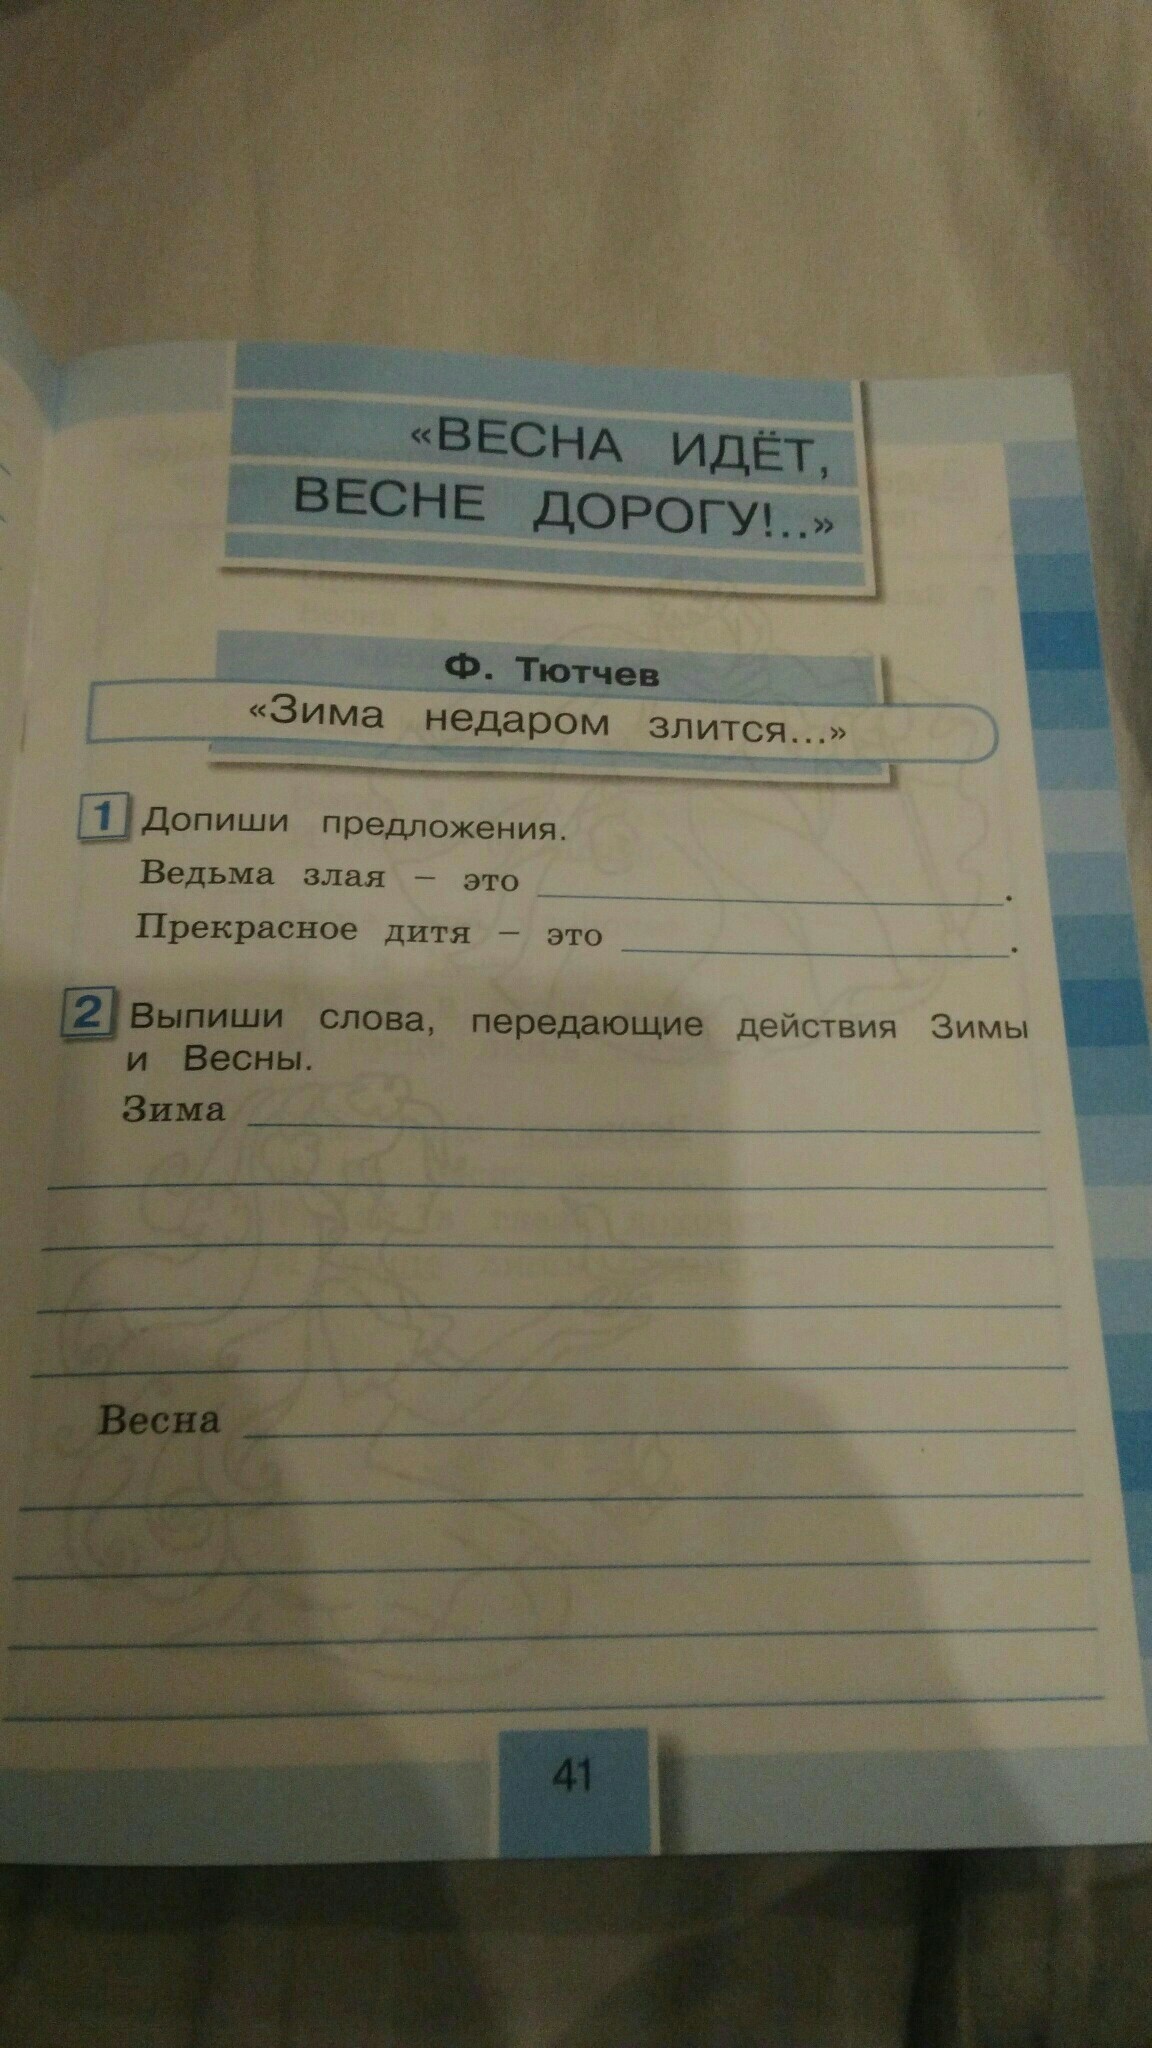 «ВЕСНА ИДЁТ,
ВЕСНЕ ДОРОГУ!..»
Ф. Тютчев
«Зима недаром злится...»
1 Допиши предложения.
Ведьма злая – это .
Прекрасное дитя – это .
2 Выпиши слова, передающие действия Зимы
и Весны.
Зима
Весна
41